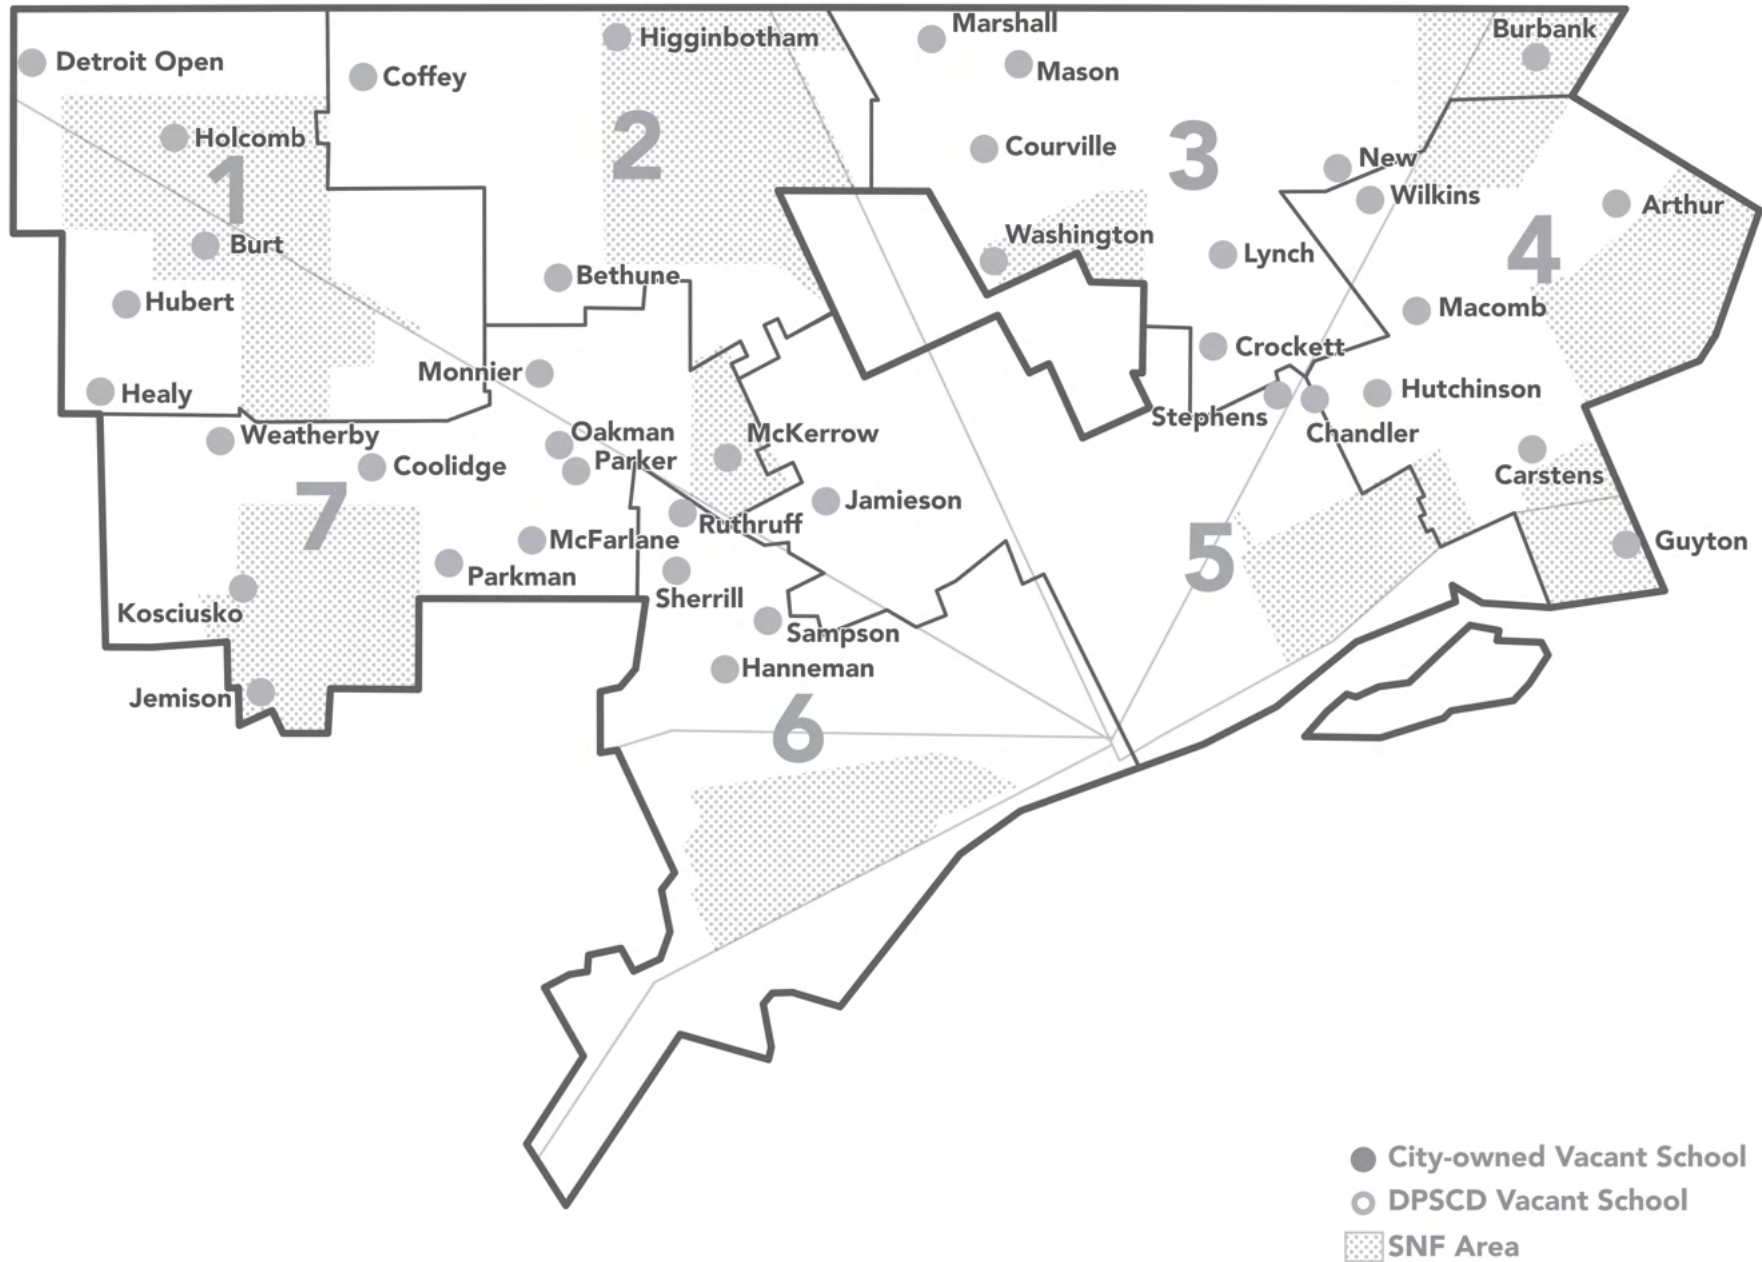 Marshall
Burbank
Higginbotham
Detroit Open
Coffey
Mason
Holcomb
1
2
3
Courville
New
Wilkins
Arthur
Burt
Washington
Lynch
4
Bethune
Hubert
Macomb
Crockett
Monnier
Healy
Hutchinson
Stephens
Weatherby
Oakman
McKerrow
Chandler
Parker
Coolidge
Carstens
Jamieson
7
Ruthruff
McFarlane
5
Guyton
Parkman
Sherrill
Kosciusko
Sampson
Hanneman
Jemison
6
City-owned Vacant School
DPSCD Vacant School
SNF Area